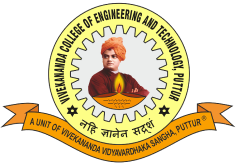 VIVEKANANDA COLLEGE OF ENGINEERING AND TECHNOLOGY, PUTTUR
नहि ज्ञानेन सदृशं
A UNIT OF VIVEKANANDA VIDYAVARDHAKA SANGHA, PUTTUR ®